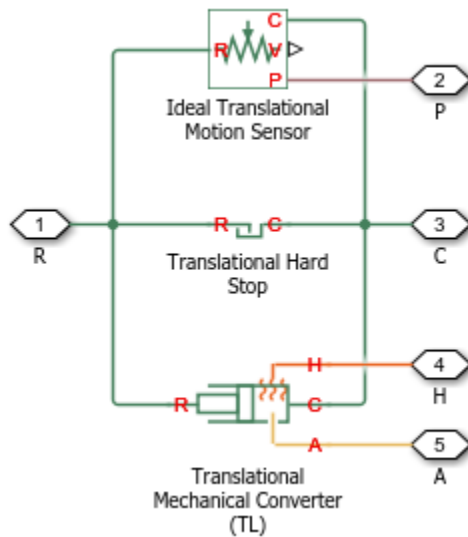 C
R
V
P
2
P
Ideal Translational
Motion Sensor
1
R
R
C
3
C
Translational Hard
Stop
H
4
H
R
C
A
5
A
Translational
Mechanical Converter
(TL)